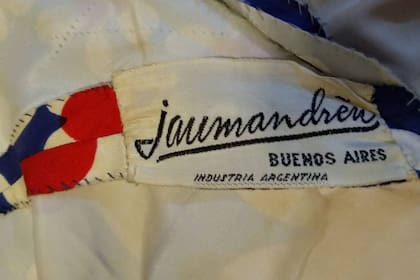 jaumandreu
BUENOS AIRES
INDUSTRIA ARGENTINA